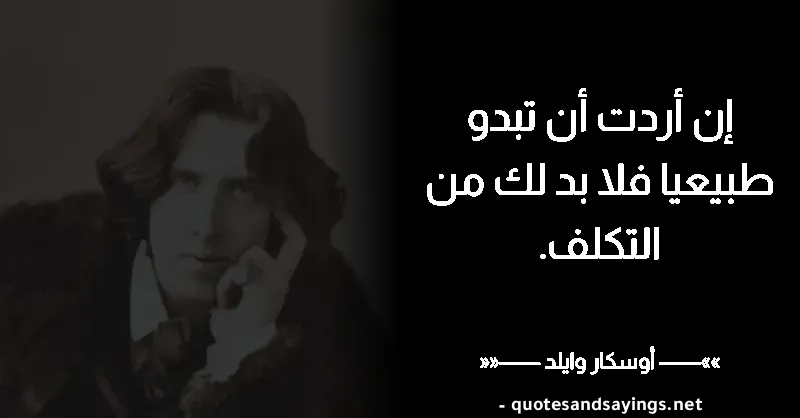 إن أردت أن تبدو
طبيعيا فلا بد لك من
التكلف.
»»—— أوسكار وايلد ——««
- quotesandsayings.net